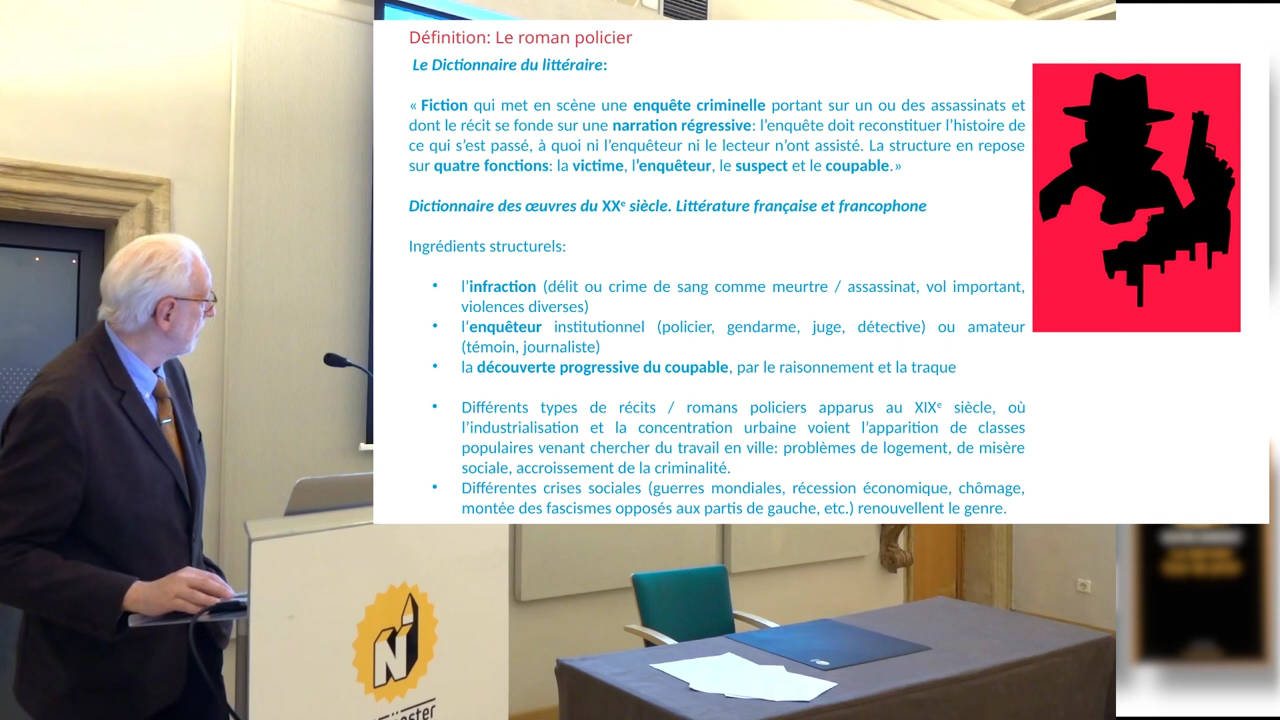 Définition: Le roman policier
Le Dictionnaire du littéraire:
« Fiction qui met en scène une enquête criminelle portant sur un ou des assassinats et
dont le récit se fonde sur une narration régressive: l'enquête doit reconstituer l'histoire de
ce qui s'est passé, à quoi ni l'enquêteur ni le lecteur n'ont assisté. La structure en repose
sur quatre fonctions: la victime, l'enquêteur, le suspect et le coupable.»
Dictionnaire des œuvres du XXe siècle. Littérature française et francophone
Ingrédients structurels:
• l'infraction (délit ou crime de sang comme meurtre / assassinat, vol important,
violences diverses)
• l'enquêteur institutionnel (policier, gendarme, juge, détective) ou amateur
(témoin, journaliste)
• la découverte progressive du coupable, par le raisonnement et la traque
• Différents types de récits / romans policiers apparus au XIXe siècle, où
l'industrialisation et la concentration urbaine voient l'apparition de classes
populaires venant chercher du travail en ville: problèmes de logement, de misère
sociale, accroissement de la criminalité.
• Différentes crises sociales (guerres mondiales, récession économique, chômage,
montée des fascismes opposés aux partis de gauche, etc.) renouvellent le genre.
N